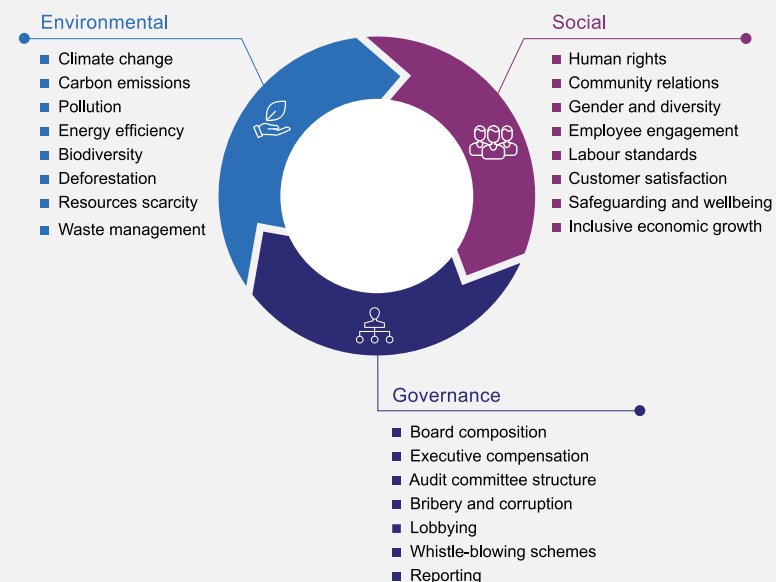 Environmental
Climate change
Carbon emissions
Pollution
Energy efficiency
Biodiversity
Deforestation
Resources scarcity
Waste management
Social
Human rights
Community relations
Gender and diversity
Employee engagement
Labour standards
Customer satisfaction
Safeguarding and wellbeing
Inclusive economic growth
Governance
Board composition
Executive compensation
Audit committee structure
Bribery and corruption
Lobbying
Whistle-blowing schemes
Reporting